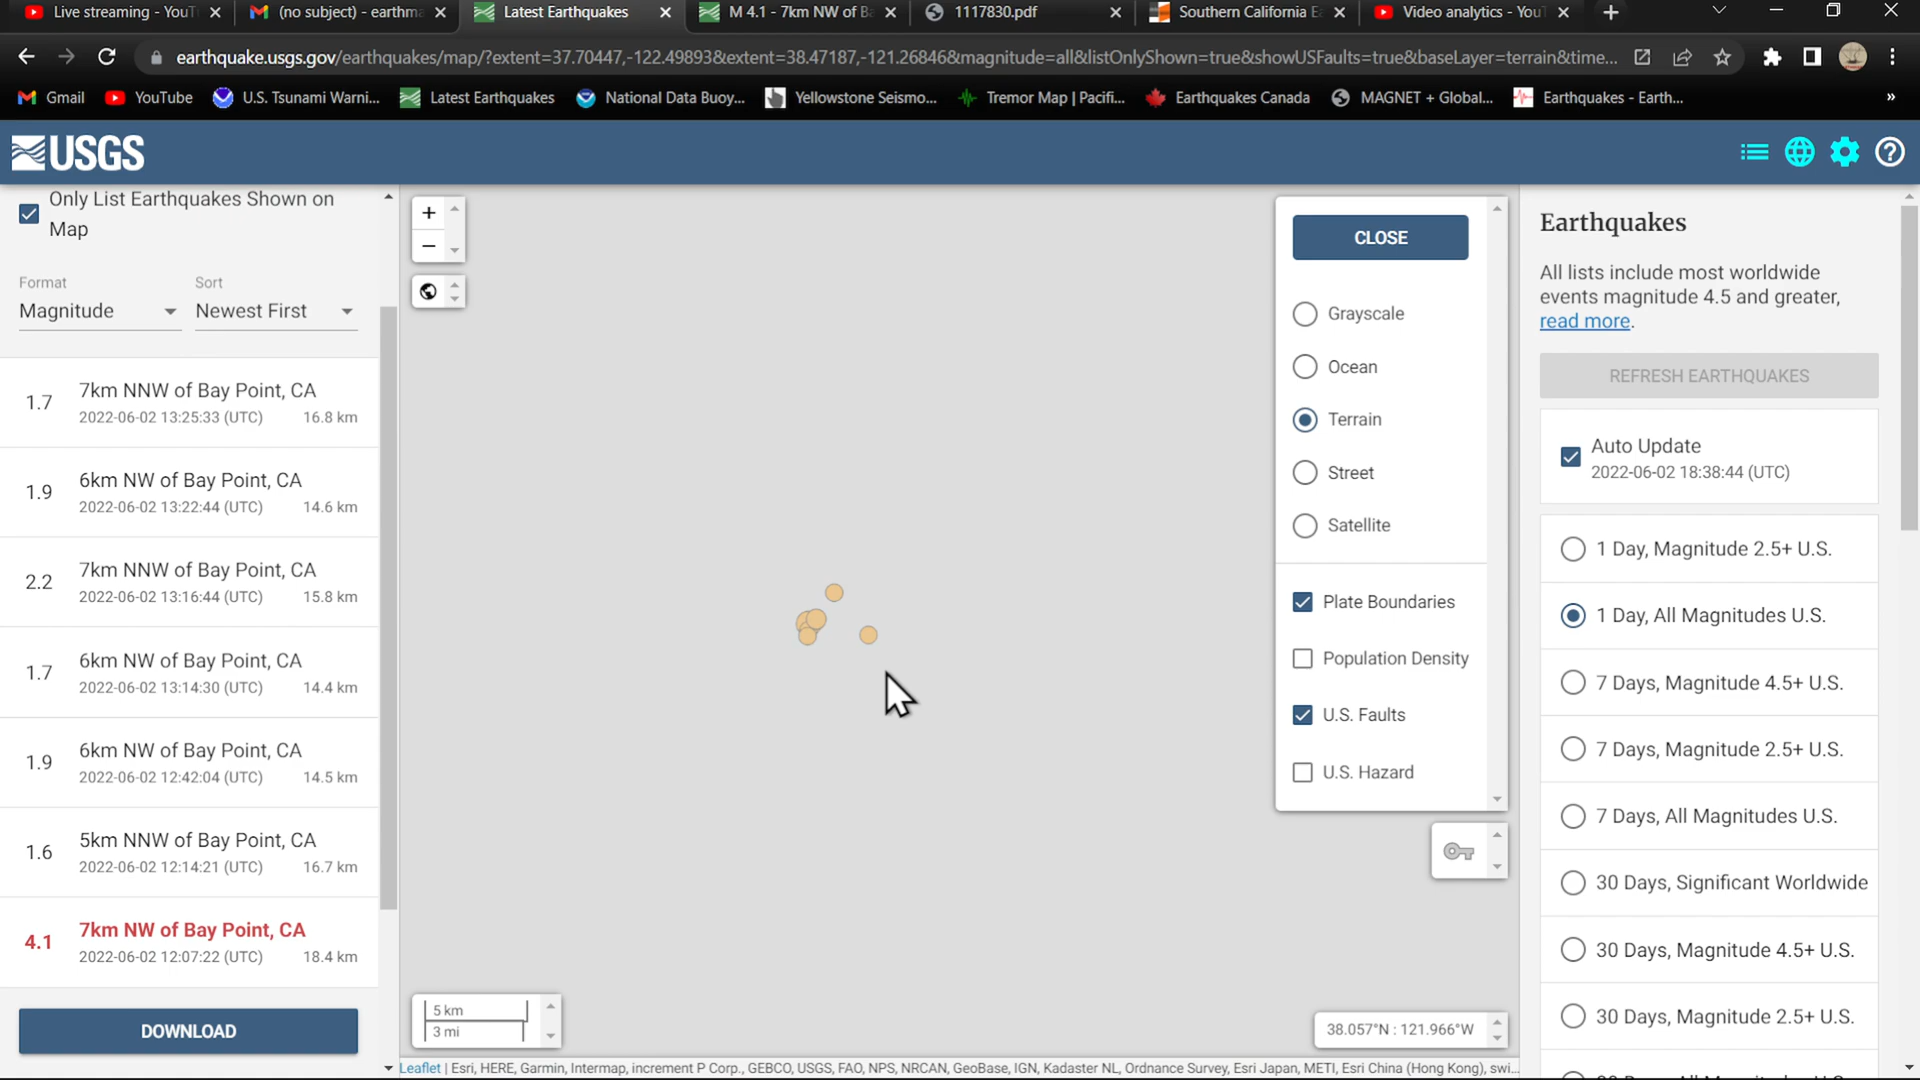 Live streaming - YouT
(no subject) - earthma
Latest Earthquakes
M 4.1 - 7km NW of Ba
1117830.pdf
Southern California Ea
Video analytics - YouT
earthquake.usgs.gov/earthquakes/map/?extent=37.70447,-122.49893&extent=38.47187,-121.26846&magnitude=all&listOnlyShown=true&showUSFaults=true&baseLayer=terrain&time...
Gmail
YouTube
U.S. Tsunami Warni...
Latest Earthquakes
National Data Buoy...
Yellowstone Seismo...
Tremor Map | Pacifi...
Earthquakes Canada
MAGNET + Global...
Earthquakes - Earth...
»
USGS
Only List Earthquakes Shown on
Map
Format
Sort
Magnitude
Newest First
1.7
7km NNW of Bay Point, CA
2022-06-02 13:25:33 (UTC)
16.8 km
1.9
6km NW of Bay Point, CA
2022-06-02 13:22:44 (UTC)
14.6 km
2.2
7km NNW of Bay Point, CA
2022-06-02 13:16:44 (UTC)
15.8 km
1.7
6km NW of Bay Point, CA
2022-06-02 13:14:30 (UTC)
14.4 km
1.9
6km NW of Bay Point, CA
2022-06-02 12:42:04 (UTC)
14.5 km
1.6
5km NNW of Bay Point, CA
2022-06-02 12:14:21 (UTC)
16.7 km
4.1
7km NW of Bay Point, CA
2022-06-02 12:07:22 (UTC)
18.4 km
DOWNLOAD
+
−
5 km
3 mi
CLOSE
Grayscale
Ocean
Terrain
Street
Satellite
Plate Boundaries
Population Density
U.S. Faults
U.S. Hazard
38.057°N : 121.966°W
Leaflet | Esri, HERE, Garmin, Intermap, increment P Corp., GEBCO, USGS, FAO, NPS, NRCAN, GeoBase, IGN, Kadaster NL, Ordnance Survey, Esri Japan, METI, Esri China (Hong Kong), swi...
Earthquakes
All lists include most worldwide
events magnitude 4.5 and greater,
read more.
REFRESH EARTHQUAKES
Auto Update
2022-06-02 18:38:44 (UTC)
1 Day, Magnitude 2.5+ U.S.
1 Day, All Magnitudes U.S.
7 Days, Magnitude 4.5+ U.S.
7 Days, Magnitude 2.5+ U.S.
7 Days, All Magnitudes U.S.
30 Days, Significant Worldwide
30 Days, Magnitude 4.5+ U.S.
30 Days, Magnitude 2.5+ U.S.